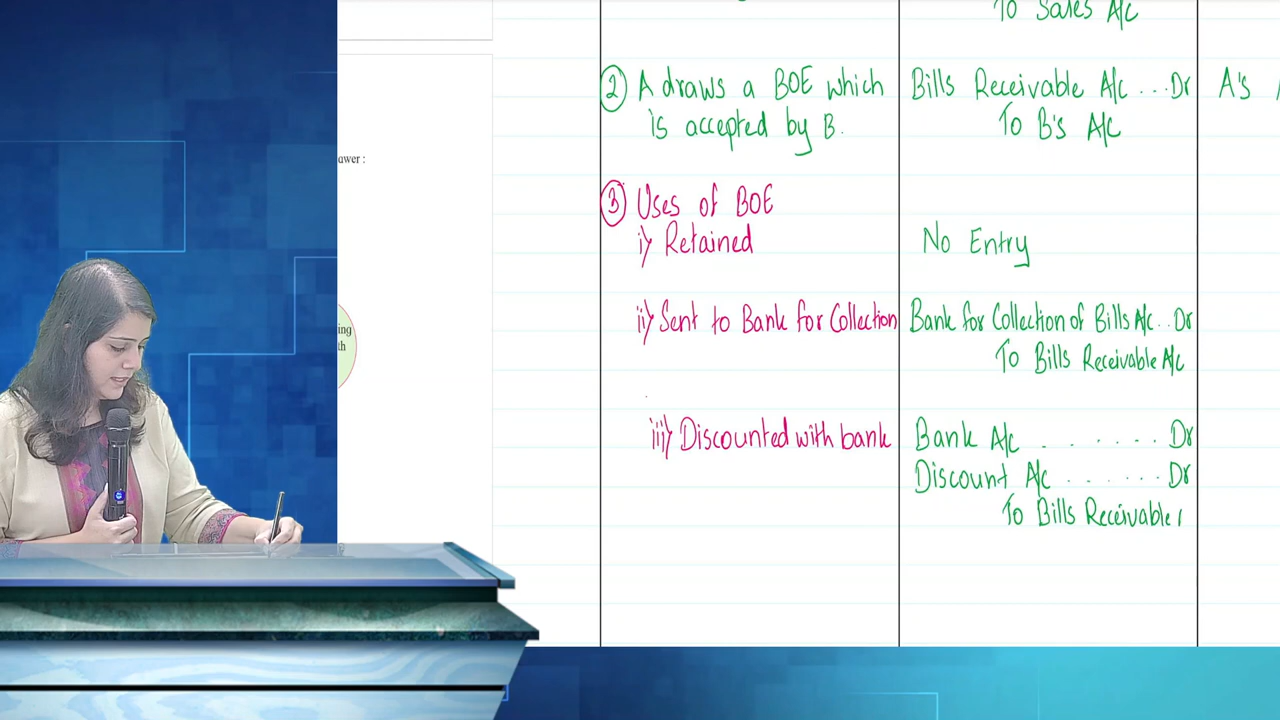 To Sales A/c
② A draws a BOE which
is accepted by B.
Bills Receivable A/c ... Dr
To B's A/c
A's
awer :
③ Uses of BOE
i) Retained
No Entry
ing
th
ii) Sent to Bank for Collection
Bank for Collection of Bills A/c .. Dr
To Bills Receivable A/c
iii) Discounted with bank
Bank A/c . . . . . . Dr
Discount A/c . . . . . . Dr
To Bills Receivable